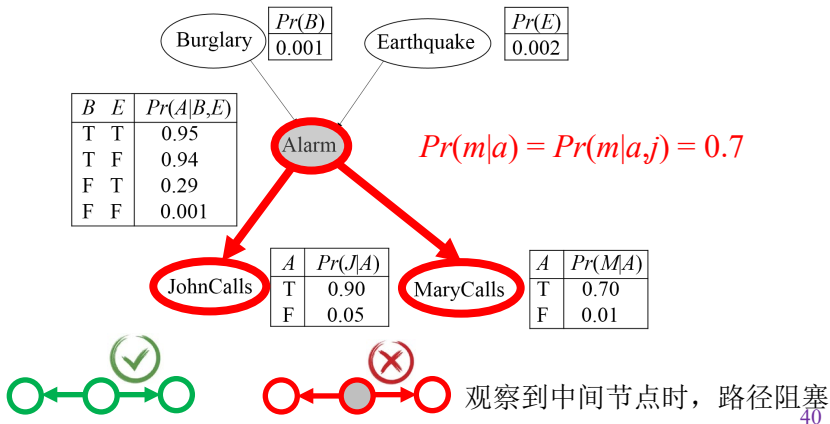 Burglary
Pr(B)
0.001
Earthquake
Pr(E)
0.002
B E Pr(A|B,E)
T T 0.95
T F 0.94
F T 0.29
F F 0.001
Alarm
Pr(m|a) = Pr(m|a,j) = 0.7
JohnCalls
A Pr(J|A)
T 0.90
F 0.05
MaryCalls
A Pr(M|A)
T 0.70
F 0.01
观察到中间节点时，路径阻塞
40